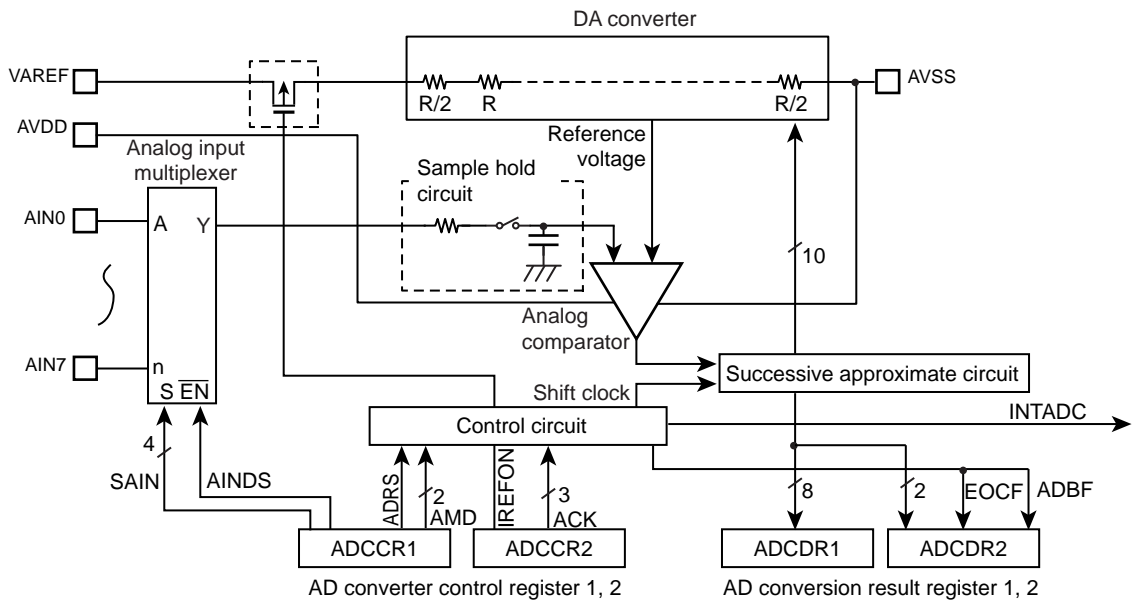 DA converter
VAREF
AVSS
R/2
R
R/2
AVDD
Reference
voltage
Analog input
multiplexer
Sample hold
circuit
AIN0
A
Y
10
Analog
comparator
AIN7
n
S EN
Successive approximate circuit
Shift clock
INTADC
Control circuit
4
SAIN
AINDS
ADRS
2
AMD
IREFON
3
ACK
8
2
EOCF
ADBF
ADCCR1
ADCCR2
ADCDR1
ADCDR2
AD converter control register 1, 2
AD conversion result register 1, 2